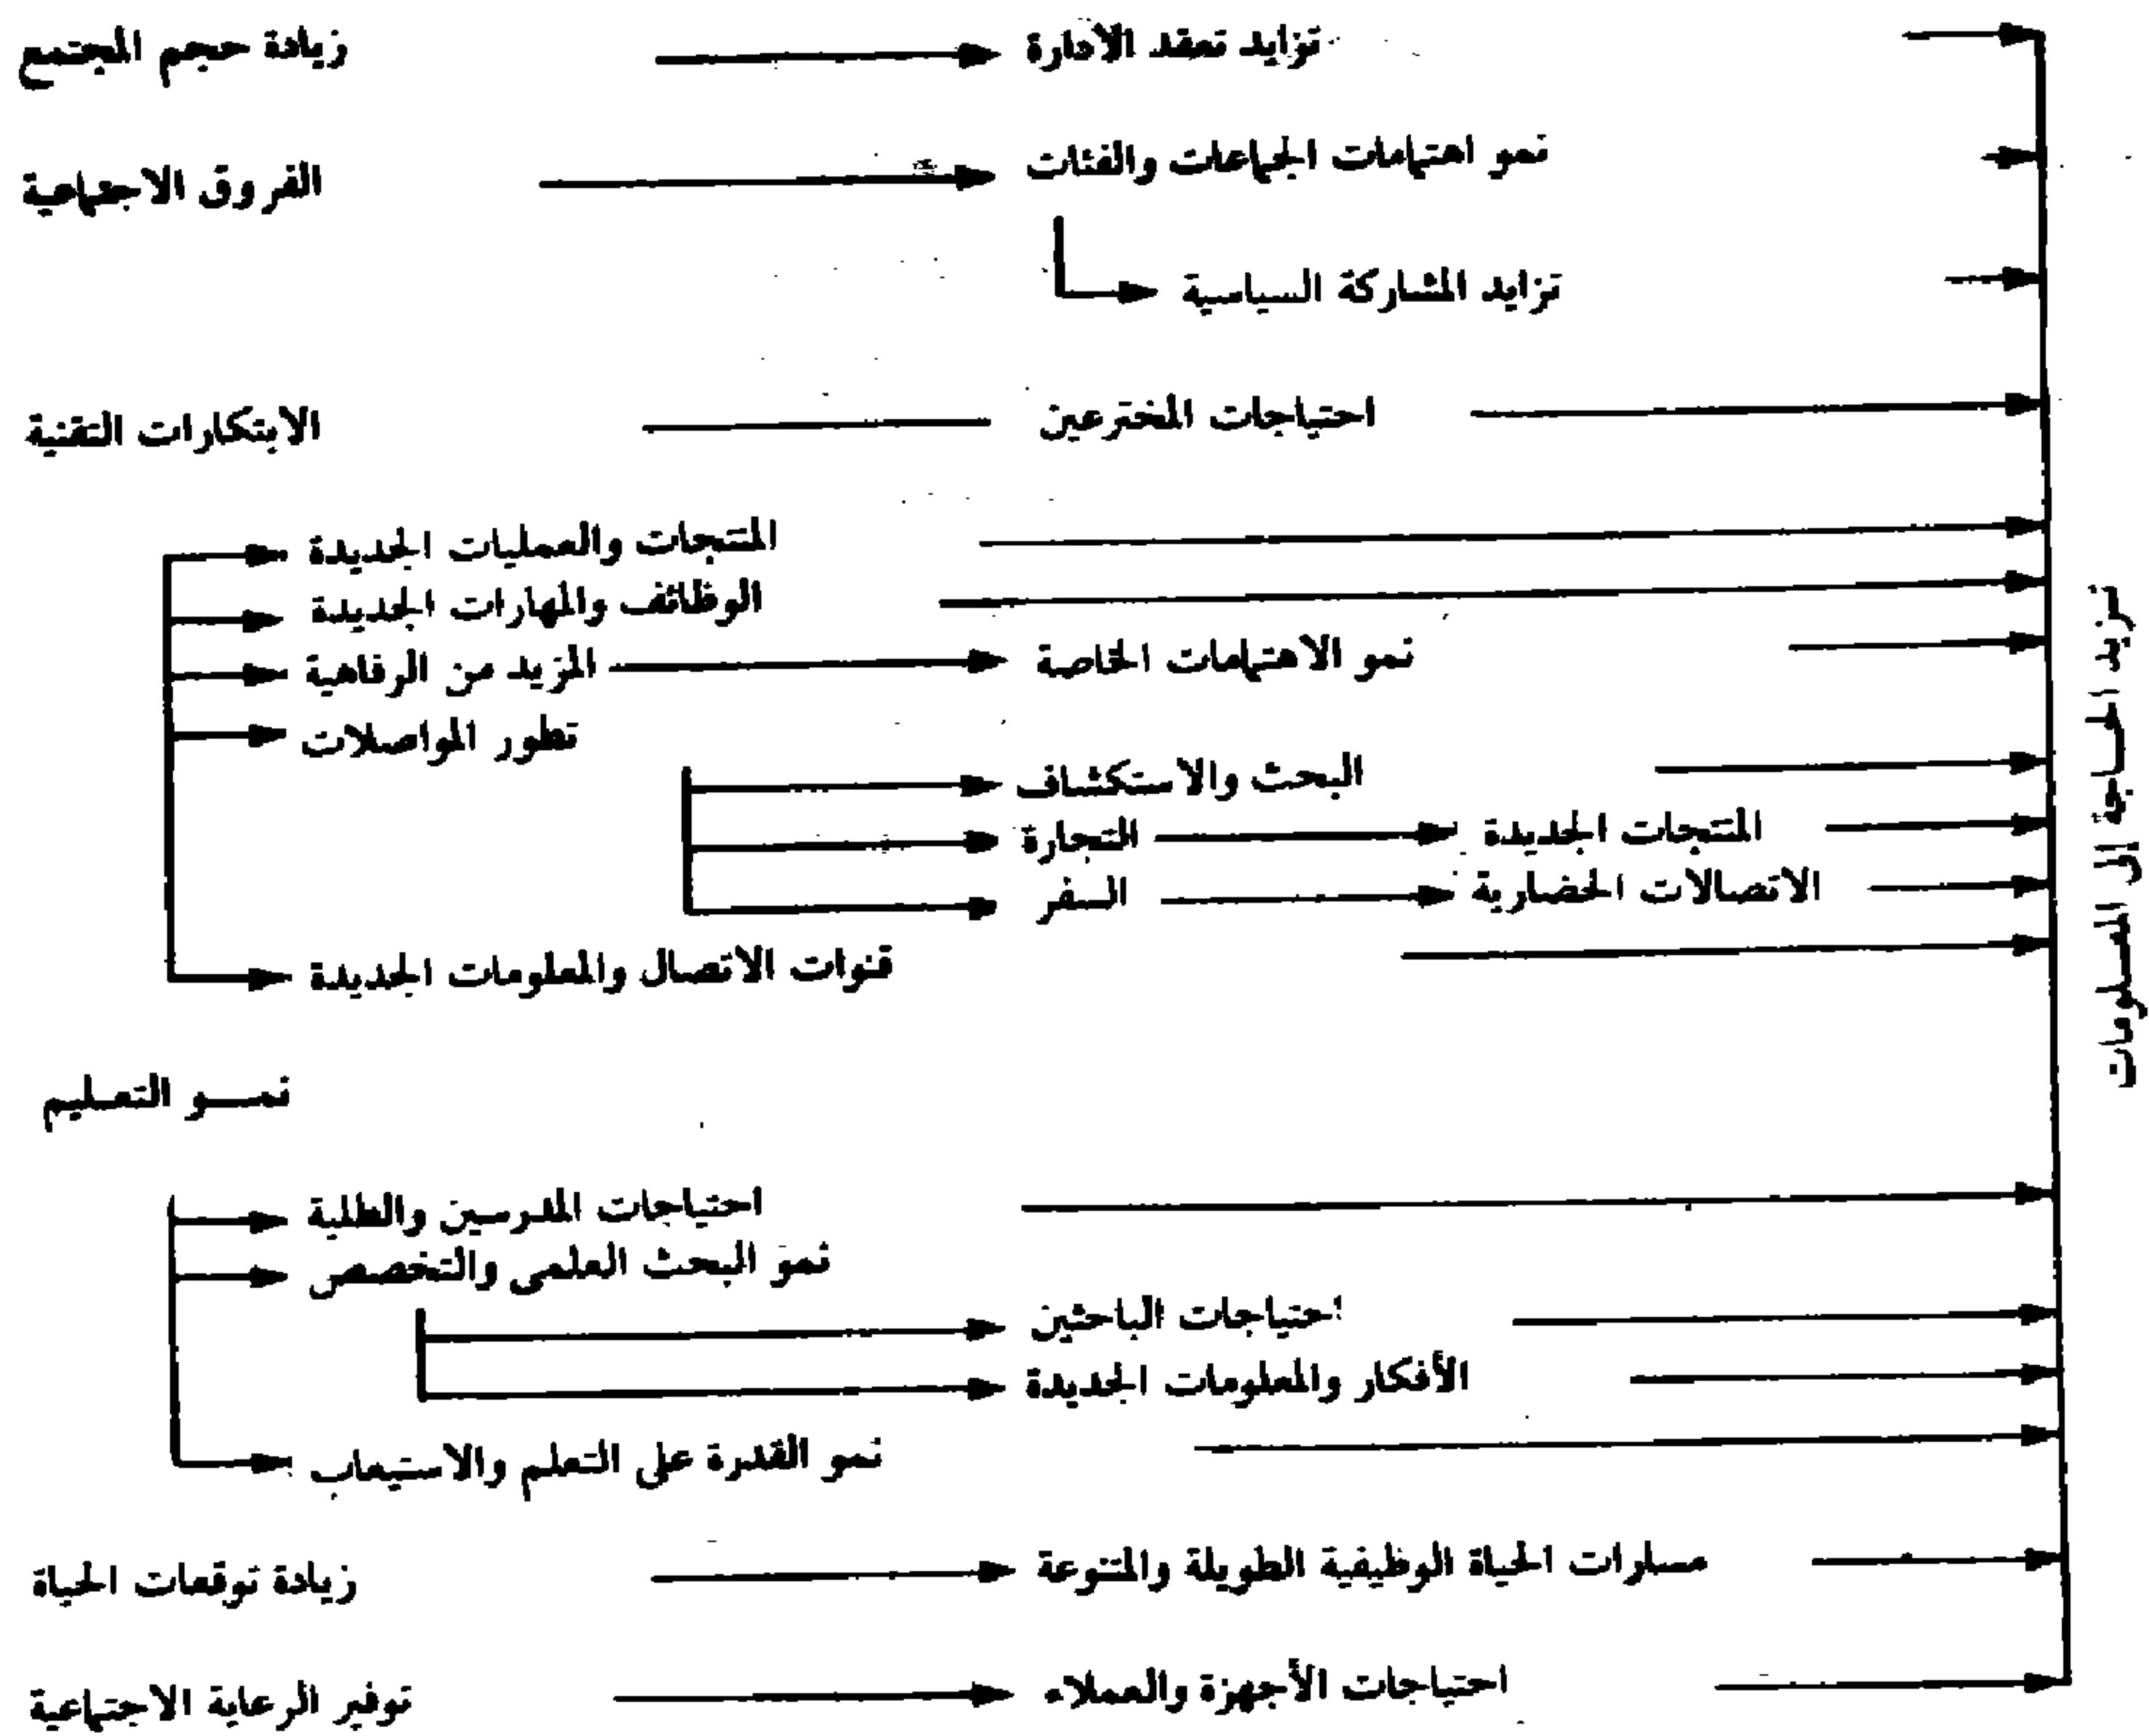 زيادة حجم المجتمع
تزايد تعقد الادارة
الفروق الاجتماعية
نمو اهتمامات الجماعات والفئات
تزايد المشاركة السياسية
الابتكارات التقنية
احتياجات المخترعين
المنتجات والعمليات الجديدة
الوظائف والمهارات الجديدة
المزيد من الرفاهية
نمو الاهتمامات الخاصة
تطور المواصلات
البحث والاستكشاف
التجارة
المنتجات الجديدة
السفر
الاتصالات الحضارية
قنوات الاتصال والمعلومات الجديدة
نمو التعليم
احتياجات المدرسين والطلبة
نمو البحث العلمى والتخصص
احتياجات الباحثين
الأفكار والمعلومات الجديدة
نمو القدرة على التعلم والاستيعاب
زيادة توقعات الحياة
مسارات الحياة الوظيفية الطويلة والمتنوعة
توفير الرعاية الاجتماعية
احتياجات الأجهزة والعملاء
تزايد الحاجة إلى المعلومات